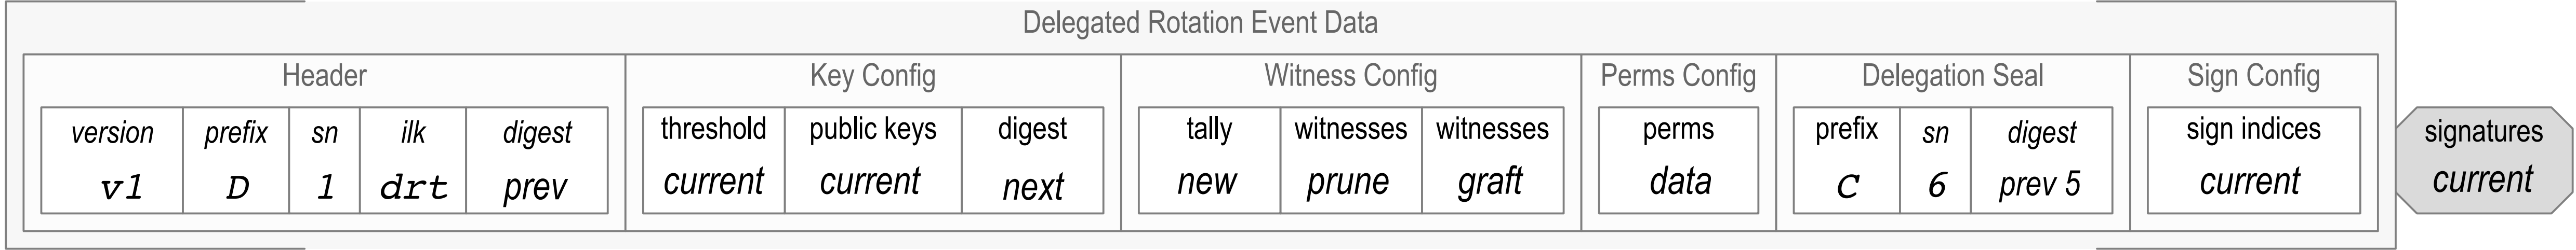 Delegated Rotation Event Data
Header Key Config Witness Config Perms Config Delegation Seal Sign Config
version prefix sn ilk digest threshold public keys digest tally witnesses witnesses perms prefix sn digest sign indices signatures
v1 D 1 drt prev current current next new prune graft data C 6 prev 5 current current